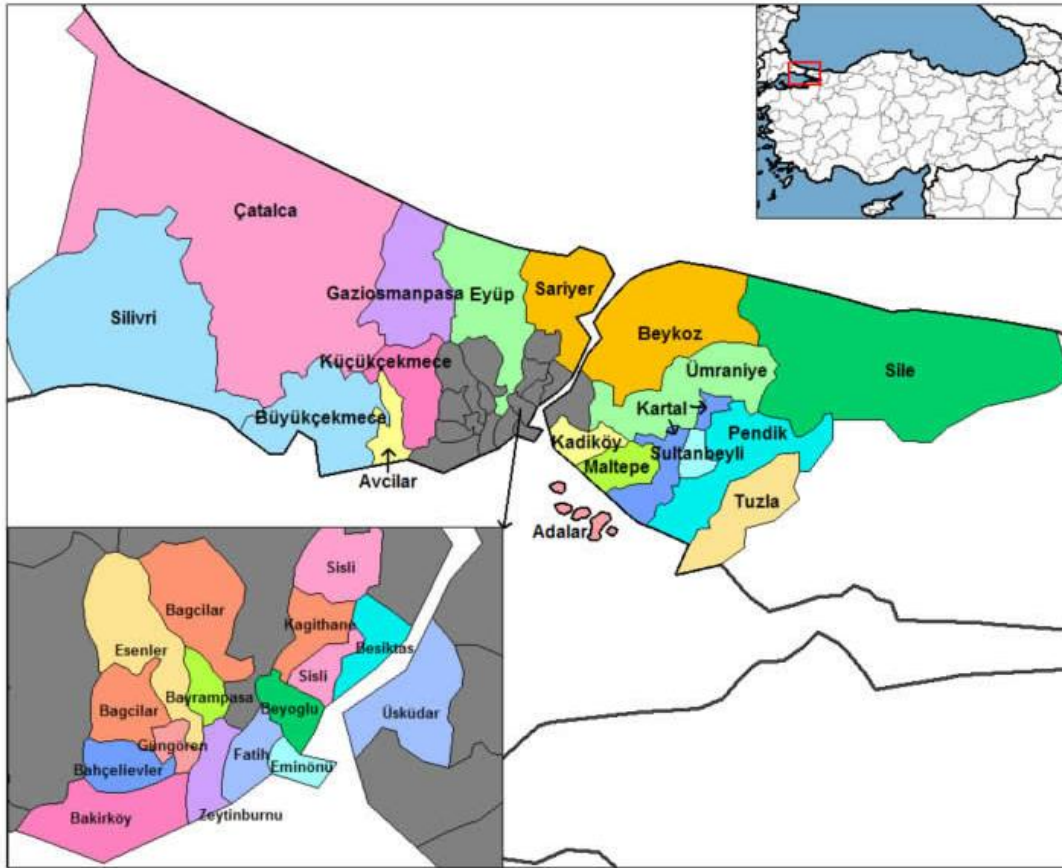 Çatalca
Gaziosmanpasa
Eyüp
Sariyer
Silivri
Beykoz
Küçükçekmece
Ümraniye
Sile
Büyükçekmece
Kartal
Kadiköy
Sultanbeyli
Pendik
Maltepe
Avcilar
Tuzla
Adalar
Sisli
Bagcilar
Kagithane
Esenler
Besiktas
Sisli
Bayrampasa
Bagcilar
Beyoglu
Üsküdar
Güngören
Fatih
Eminönü
Bahçelievler
Zeytinburnu
Bakirköy